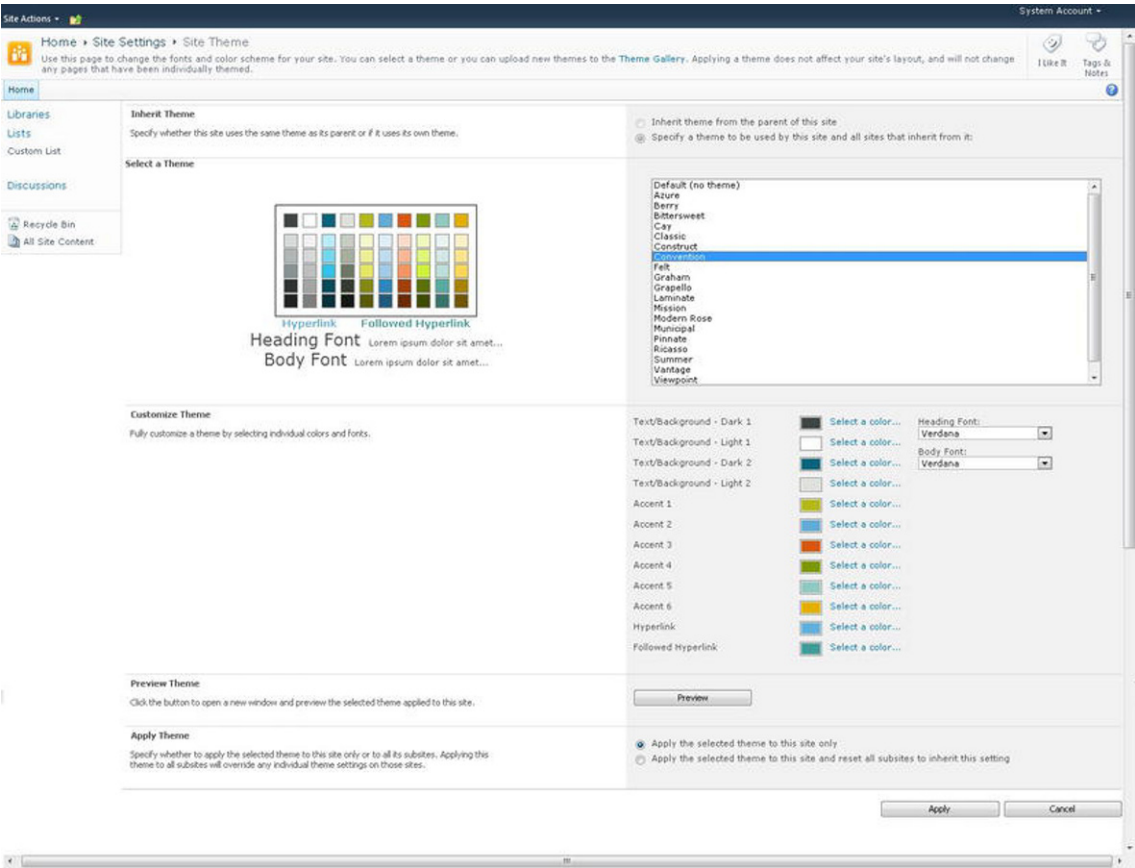 System Account
Site Actions
Home ▸ Site Settings ▸ Site Theme
Use this page to change the fonts and color scheme for your site. You can select a theme or you can upload new themes to the Theme Gallery. Applying a theme does not affect your site's layout, and will not change
any pages that have been individually themed.
I Like It
Tags &
Notes
Home
Libraries
Lists
Custom List
Discussions
Recycle Bin
All Site Content
Inherit Theme
Specify whether this site uses the same theme as its parent or if it uses its own theme.
Inherit theme from the parent of this site
Specify a theme to be used by this site and all sites that inherit from it:
Select a Theme
Hyperlink Followed Hyperlink
Heading Font Lorem ipsum dolor sit amet...
Body Font Lorem ipsum dolor sit amet...
Default (no theme)
Azure
Berry
Bittersweet
Cay
Classic
Construct
Convention
Felt
Graham
Grapello
Laminate
Mission
Modern Rose
Municipal
Pinnate
Ricasso
Summer
Vantage
Viewpoint
Customize Theme
Fully customize a theme by selecting individual colors and fonts.
Text/Background - Dark 1 Select a color...
Text/Background - Light 1 Select a color...
Text/Background - Dark 2 Select a color...
Text/Background - Light 2 Select a color...
Accent 1 Select a color...
Accent 2 Select a color...
Accent 3 Select a color...
Accent 4 Select a color...
Accent 5 Select a color...
Accent 6 Select a color...
Hyperlink Select a color...
Followed Hyperlink Select a color...
Heading Font:
Verdana
Body Font:
Verdana
Preview Theme
Click the button to open a new window and preview the selected theme applied to this site.
Preview
Apply Theme
Specify whether to apply the selected theme to this site only or to all its subsites. Applying this
theme to all subsites will override any individual theme settings on those sites.
Apply the selected theme to this site only
Apply the selected theme to this site and reset all subsites to inherit this setting
Apply
Cancel